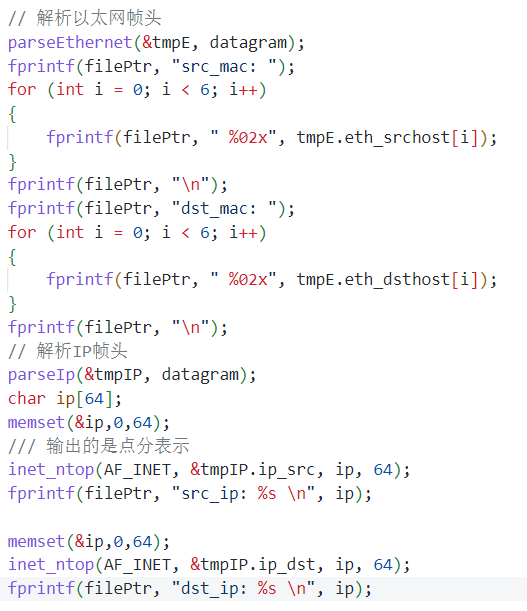 // 解析以太网帧头
parseEthernet(&tmpE, datagram);
fprintf(filePtr, "src_mac: ");
for (int i = 0; i < 6; i++)
{
    fprintf(filePtr, " %02x", tmpE.eth_srchost[i]);
}
fprintf(filePtr, "\n");
fprintf(filePtr, "dst_mac: ");
for (int i = 0; i < 6; i++)
{
    fprintf(filePtr, " %02x", tmpE.eth_dsthost[i]);
}
fprintf(filePtr, "\n");
// 解析IP帧头
parseIp(&tmpIP, datagram);
char ip[64];
memset(&ip,0,64);
/// 输出的是点分表示
inet_ntop(AF_INET, &tmpIP.ip_src, ip, 64);
fprintf(filePtr, "src_ip: %s \n", ip);

memset(&ip,0,64);
inet_ntop(AF_INET, &tmpIP.ip_dst, ip, 64);
fprintf(filePtr, "dst_ip: %s \n", ip);